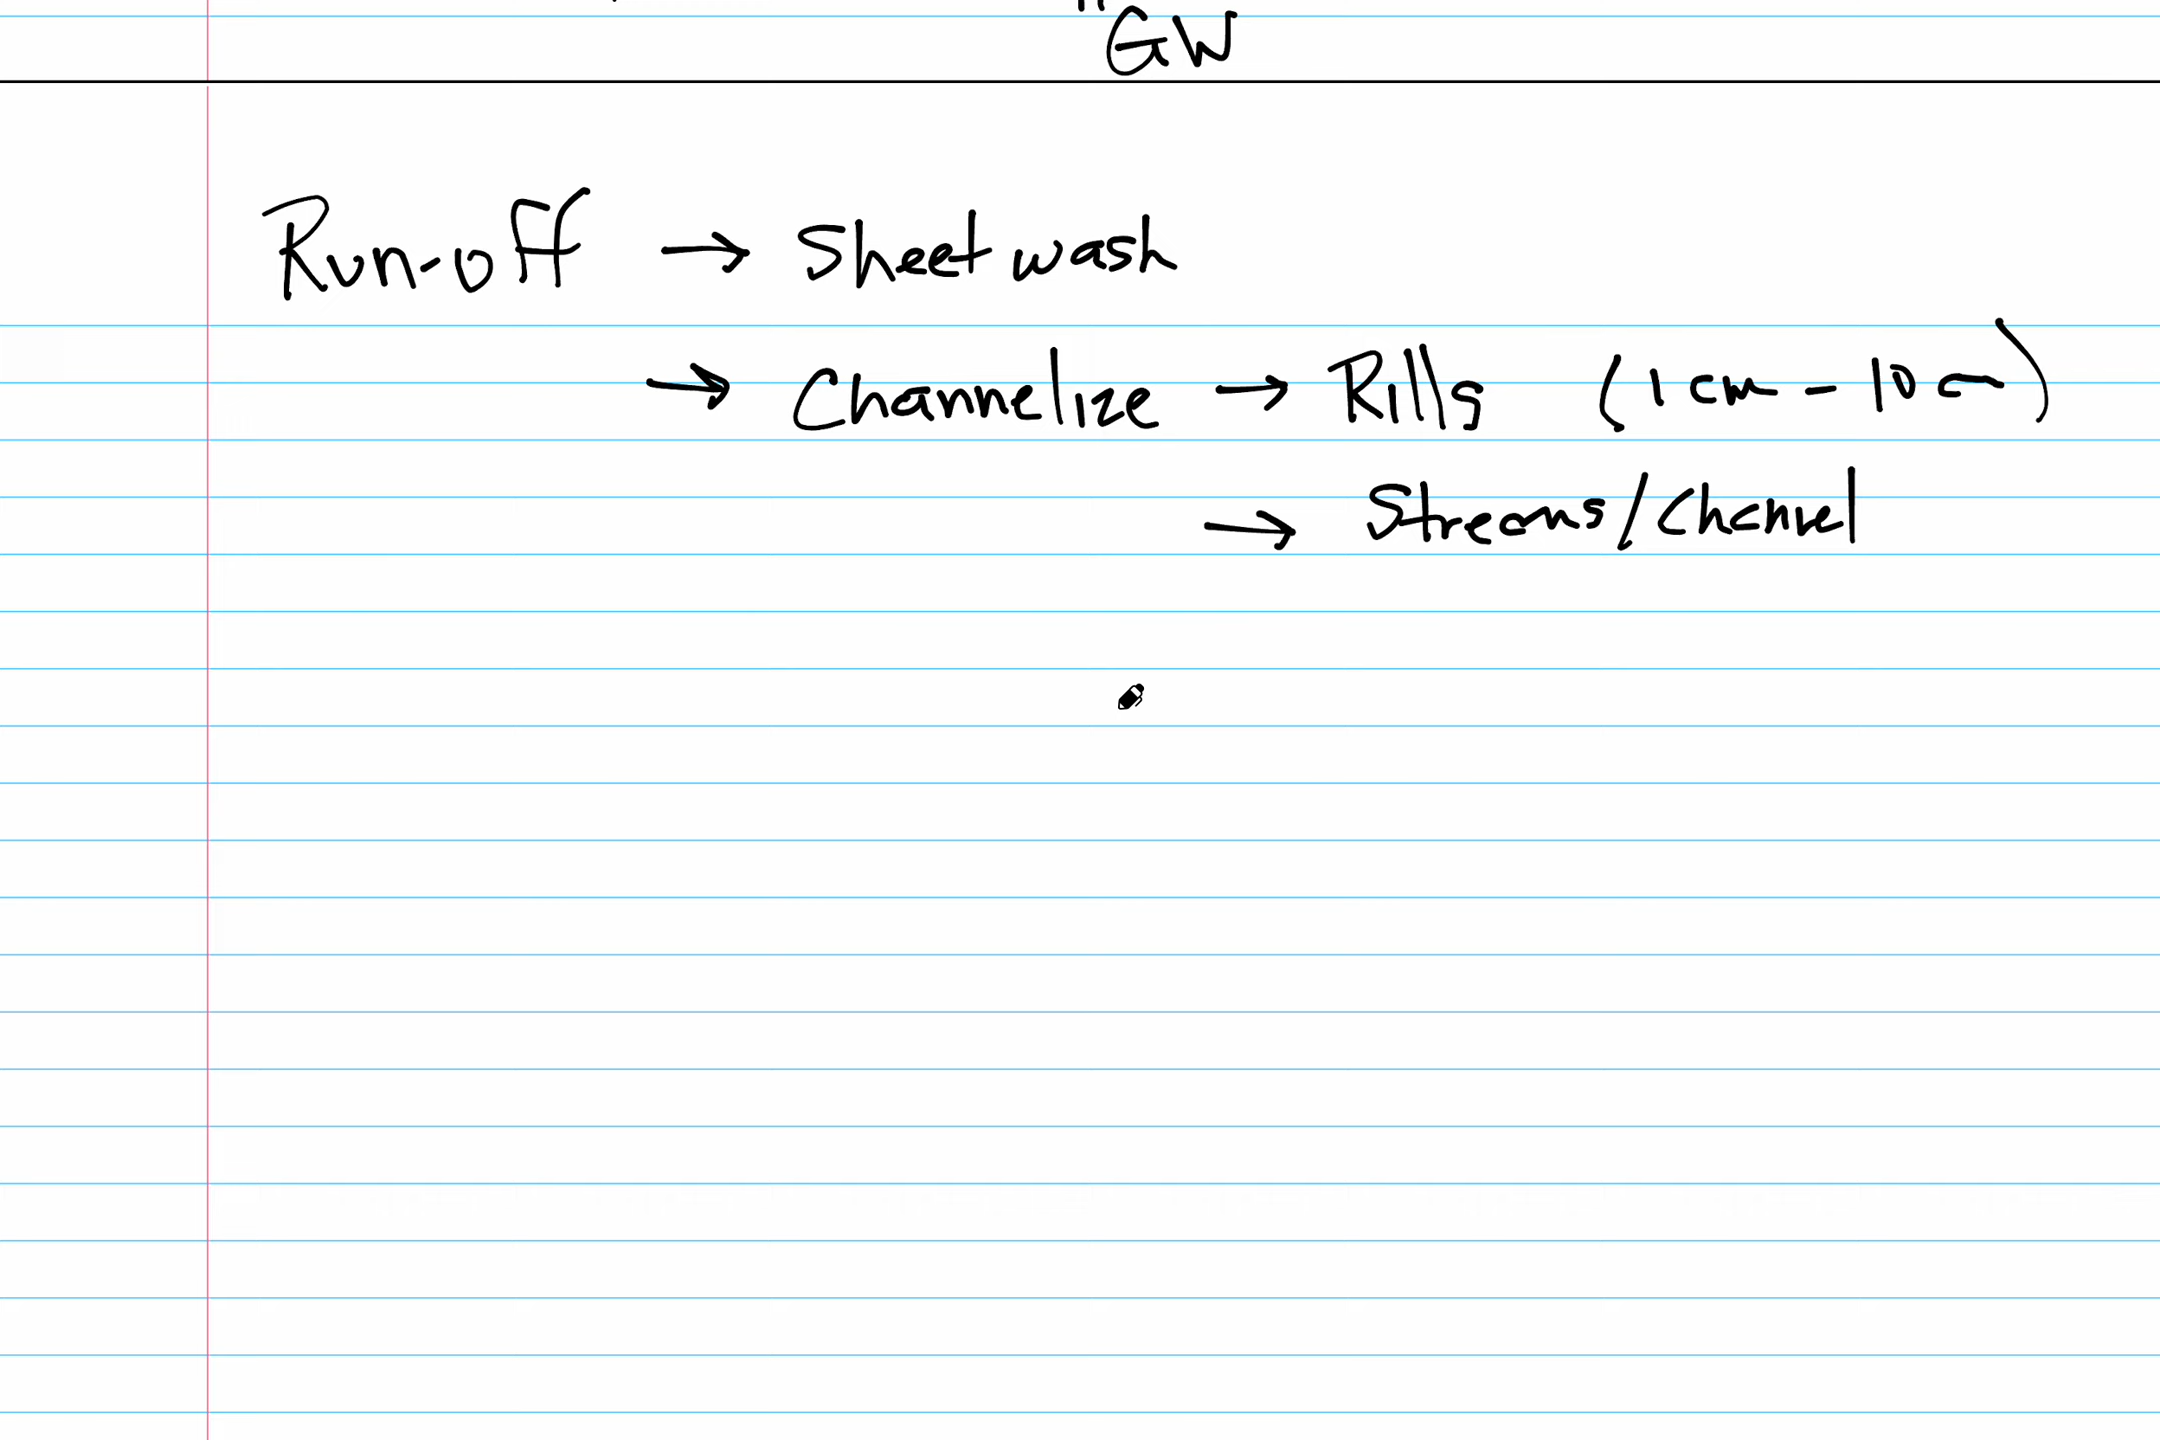 GW
Run-off → Sheet wash
→ Channelize → Rills (1 cm - 10 cm)
→ Streams/Channel